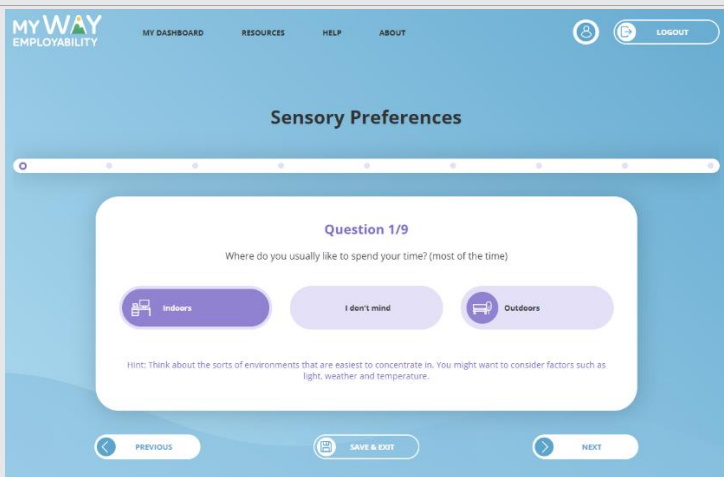 MY WAY
EMPLOYABILITY
MY DASHBOARD RESOURCES HELP ABOUT LOGOUT
Sensory Preferences
Question 1/9
Where do you usually like to spend your time? (most of the time)
Indoors I don't mind Outdoors
Hint: Think about the sorts of environments that are easiest to concentrate in. You might want to consider factors such as
light, weather and temperature.
PREVIOUS SAVE & EXIT NEXT